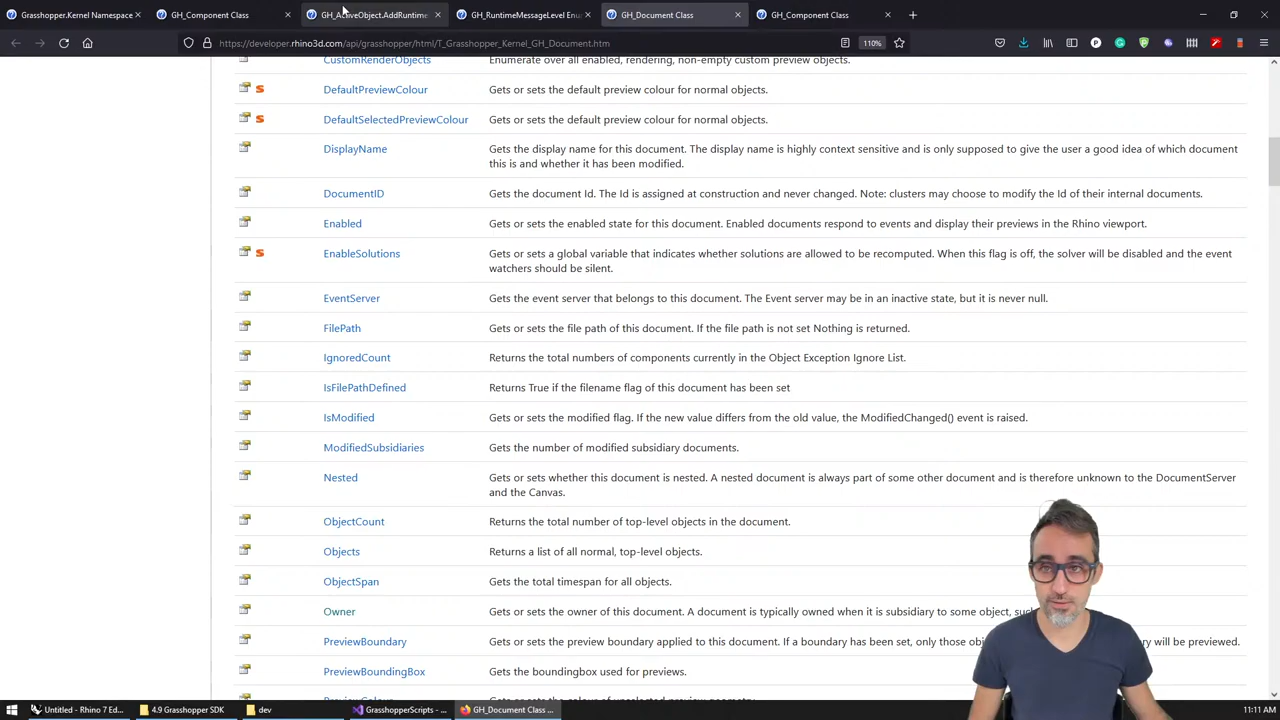 Grasshopper.Kernel Namespace
GH_Component Class
GH_ActiveObject.AddRuntime
GH_RuntimeMessageLevel Enu
GH_Document Class
GH_Component Class
https://developer.rhino3d.com/api/grasshopper/html/T_Grasshopper_Kernel_GH_Document.htm
110%
CustomRenderObjects Enumerate over all enabled, rendering, non-empty custom preview objects.
DefaultPreviewColour Gets or sets the default preview colour for normal objects.
DefaultSelectedPreviewColour Gets or sets the default preview colour for normal objects.
DisplayName Gets the display name for this document. The display name is highly context sensitive and is only supposed to give the user a good idea of which document
this is and whether it has been modified.
DocumentID Gets the document Id. The Id is assigned at construction and never changed. Note: clusters may choose to modify the Id of their internal documents.
Enabled Gets or sets the enabled state for this document. Enabled documents respond to events and display their previews in the Rhino viewport.
EnableSolutions Gets or sets a global variable that indicates whether solutions are allowed to be recomputed. When this flag is off, the solver will be disabled and the event
watchers should be silent.
EventServer Gets the event server that belongs to this document. The Event server may be in an inactive state, but it is never null.
FilePath Gets or sets the file path of this document. If the file path is not set Nothing is returned.
IgnoredCount Returns the total numbers of components currently in the Object Exception Ignore List.
IsFilePathDefined Returns True if the filename flag of this document has been set
IsModified Gets or sets the modified flag. If the new value differs from the old value, the ModifiedChanged() event is raised.
ModifiedSubsidiaries Gets the number of modified subsidiary documents.
Nested Gets or sets whether this document is nested. A nested document is always part of some other document and is therefore unknown to the DocumentServer
and the Canvas.
ObjectCount Returns the total number of top-level objects in the document.
Objects Returns a list of all normal, top-level objects.
ObjectSpan Gets the total timespan for all objects.
Owner Gets or sets the owner of this document. A document is typically owned when it is subsidiary to some object,
PreviewBoundary Gets or sets the preview boundary applied to this document. If a boundary has been set, only those ry will be previewed.
PreviewBoundingBox Gets the boundingbox used for previews.
Untitled - Rhino 7 Ed...
4.9 Grasshopper SDK
dev
GrasshopperScripts - ...
GH_Document Class ...
11:11 AM